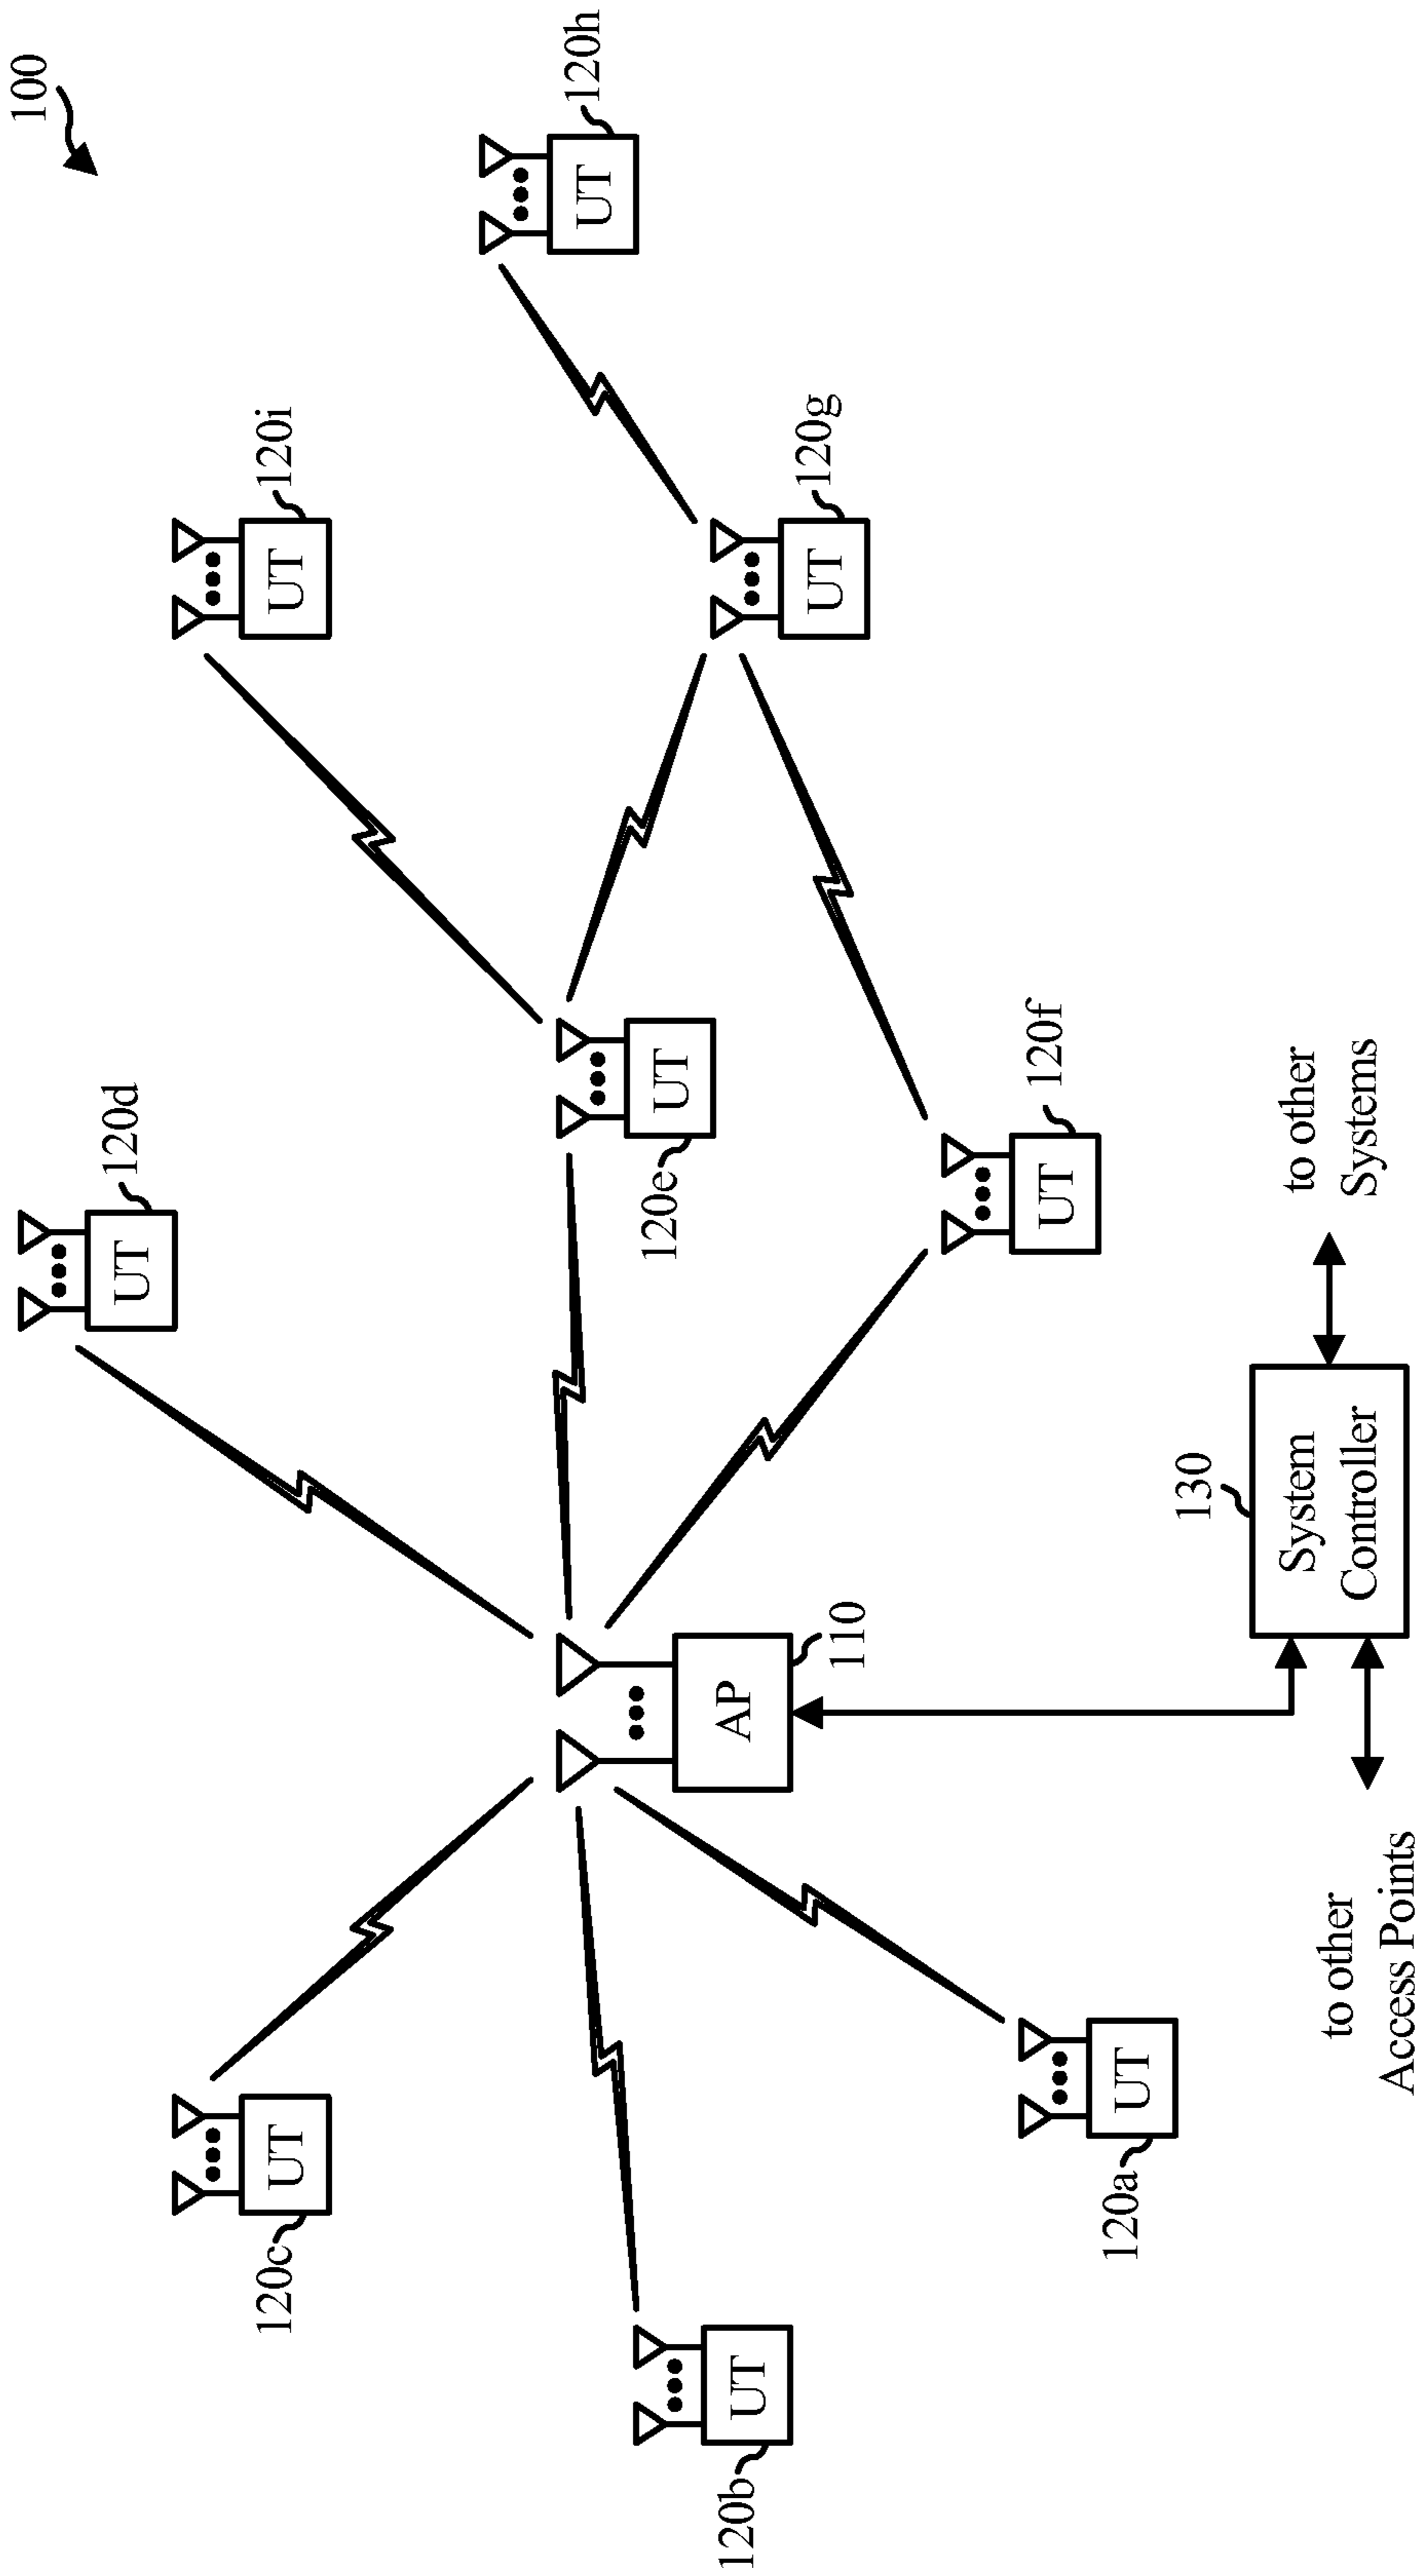 100
120d
UT
120i
UT
120c
UT
120h
UT
120e
UT
110
AP
120g
UT
120b
UT
120f
UT
120a
UT
130
System
Controller
to other
Systems
to other
Access Points